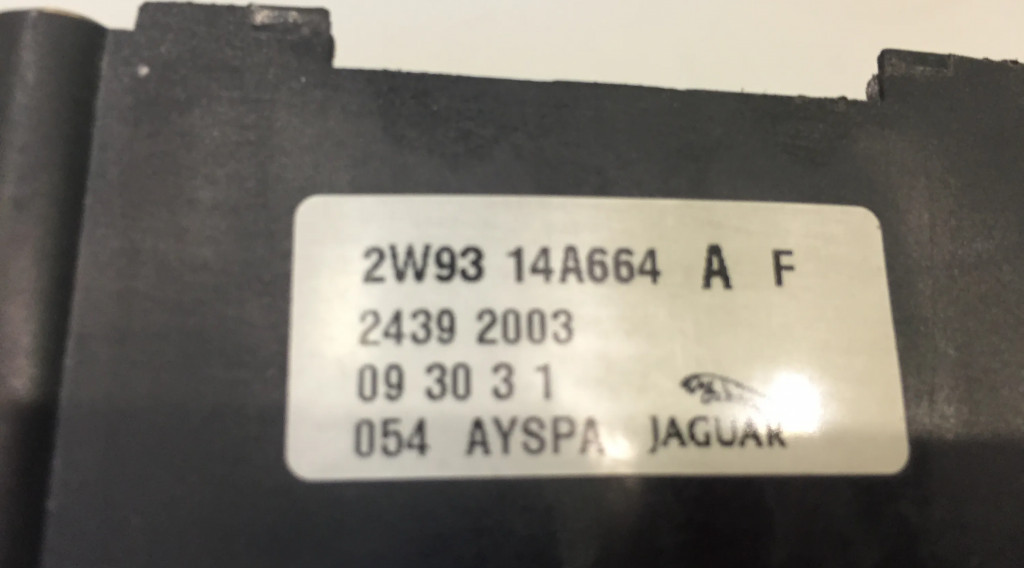 2W93 14A664 A F
2439 2003
09 30 3 1
054 AYSPA JAGUAR